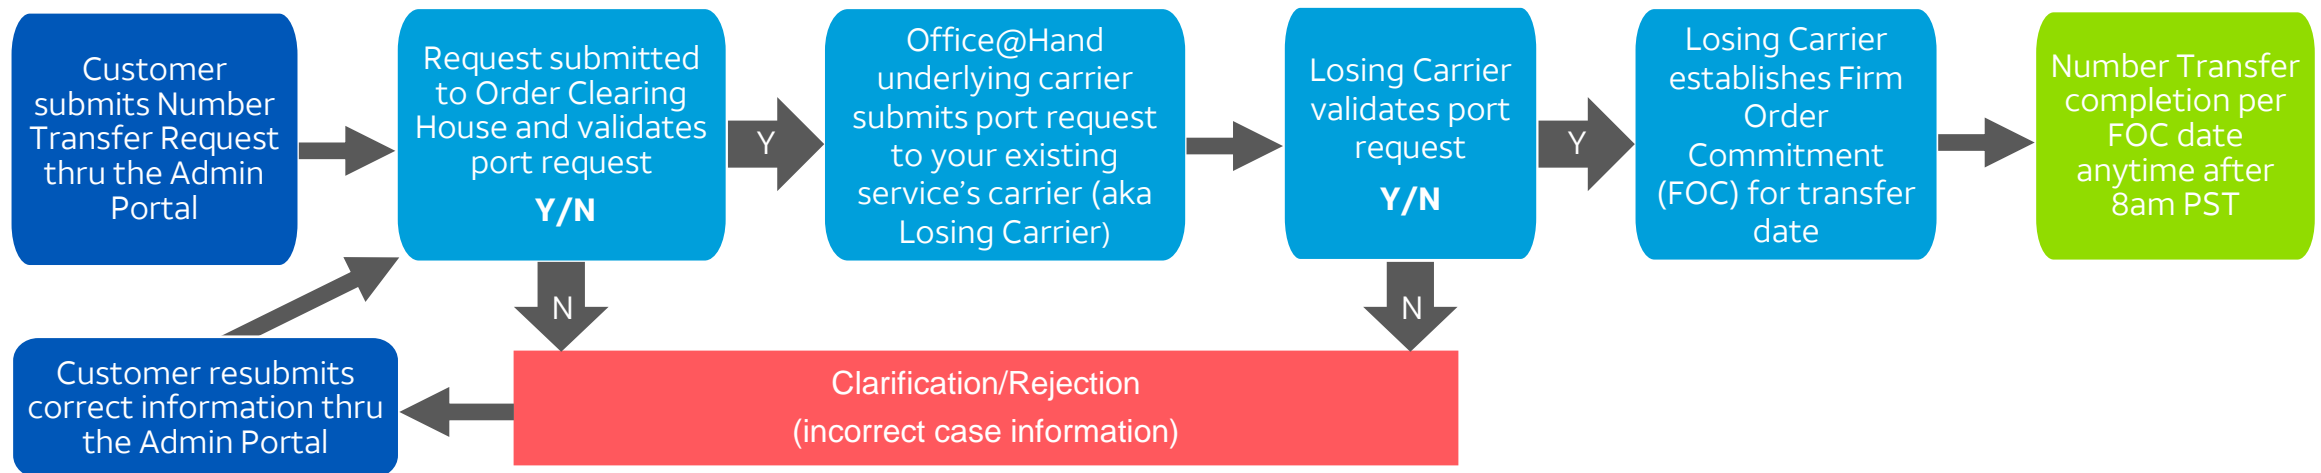 Customer
submits Number
Transfer Request
thru the Admin
Portal
Request submitted
to Order Clearing
House and validates
port request
Y/N
Y
Office@Hand
underlying carrier
submits port request
to your existing
service’s carrier (aka
Losing Carrier)
Losing Carrier
validates port
request
Y/N
Y
Losing Carrier
establishes Firm
Order
Commitment
(FOC) for transfer
date
Number Transfer
completion per
FOC date
anytime after
8am PST
N
N
Customer resubmits
correct information thru
the Admin Portal
Clarification/Rejection
(incorrect case information)